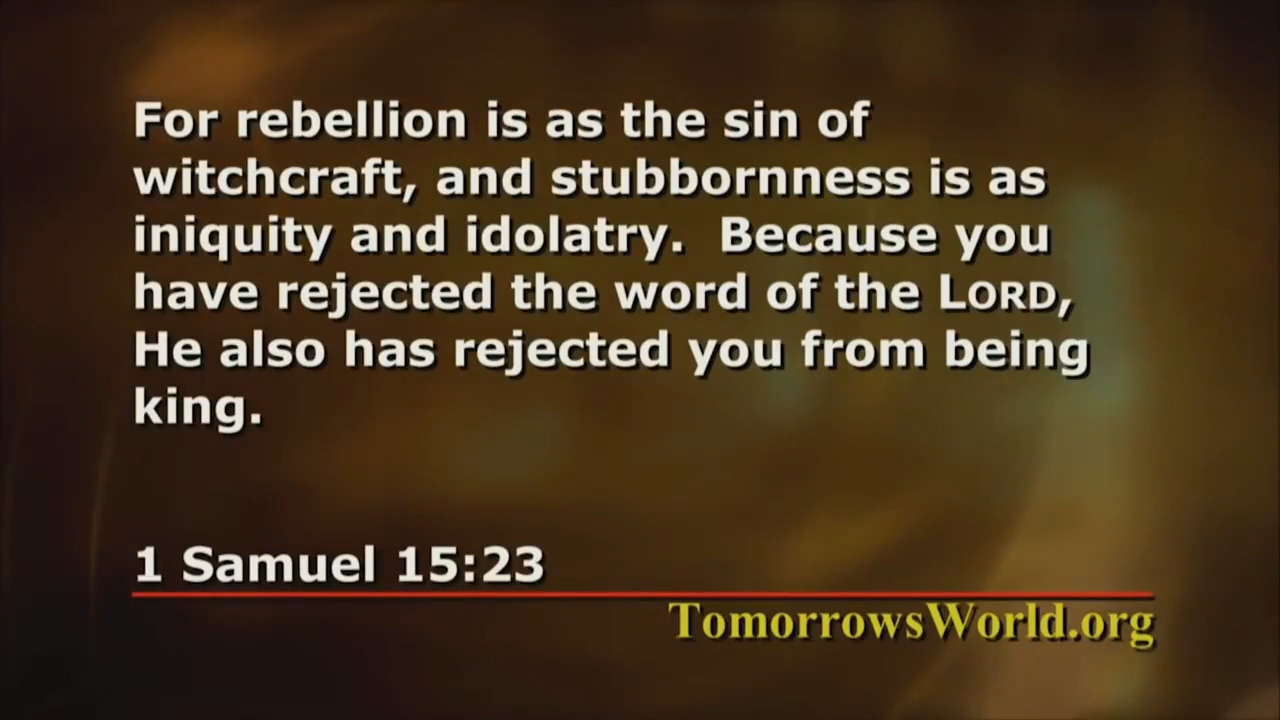 For rebellion is as the sin of
witchcraft, and stubbornness is as
iniquity and idolatry.  Because you
have rejected the word of the LORD,
He also has rejected you from being
king.
1 Samuel 15:23
TomorrowsWorld.org